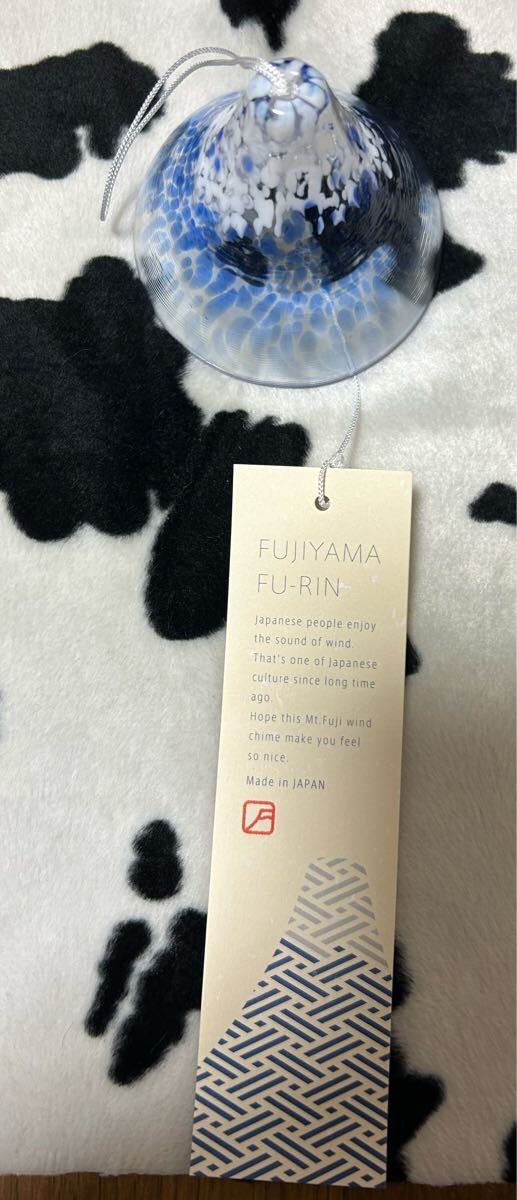 FUJIYAMA
FU-RIN
Japanese people enjoy
the sound of wind.
That's one of Japanese
culture since long time
ago.
Hope this Mt.Fuji wind
chime make you feel
so nice.
Made in JAPAN